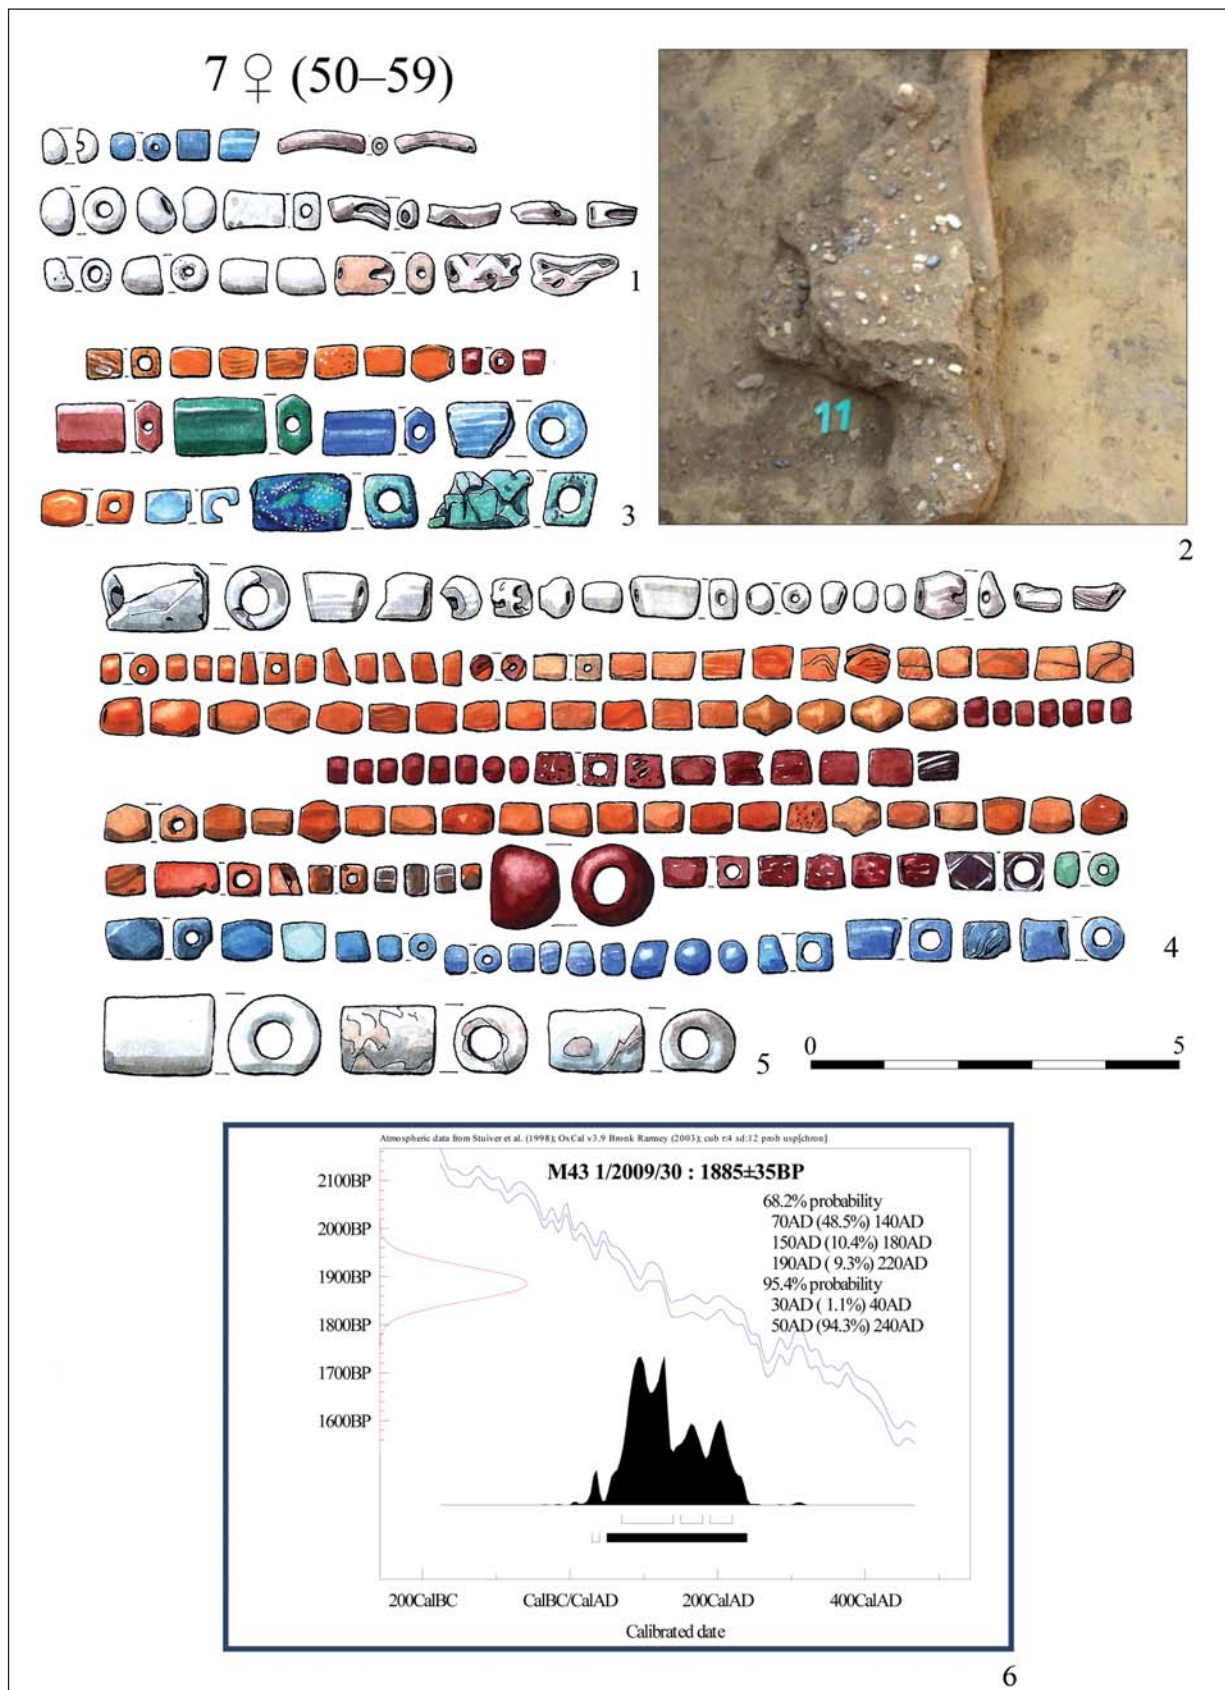 7 ♀ (50–59)
1
11
2
3
4
5
0 5
Atmospheric data from Stuiver et al. (1998); OxCal v3.9 Bronk Ramsey (2003); cub r:4 sd:12 prob usp[chron]
M43 1/2009/30 : 1885±35BP
68.2% probability
70AD (48.5%) 140AD
150AD (10.4%) 180AD
190AD ( 9.3%) 220AD
95.4% probability
30AD ( 1.1%) 40AD
50AD (94.3%) 240AD
2100BP
2000BP
1900BP
1800BP
1700BP
1600BP
200CalBC CalBC/CalAD 200CalAD 400CalAD
Calibrated date
6